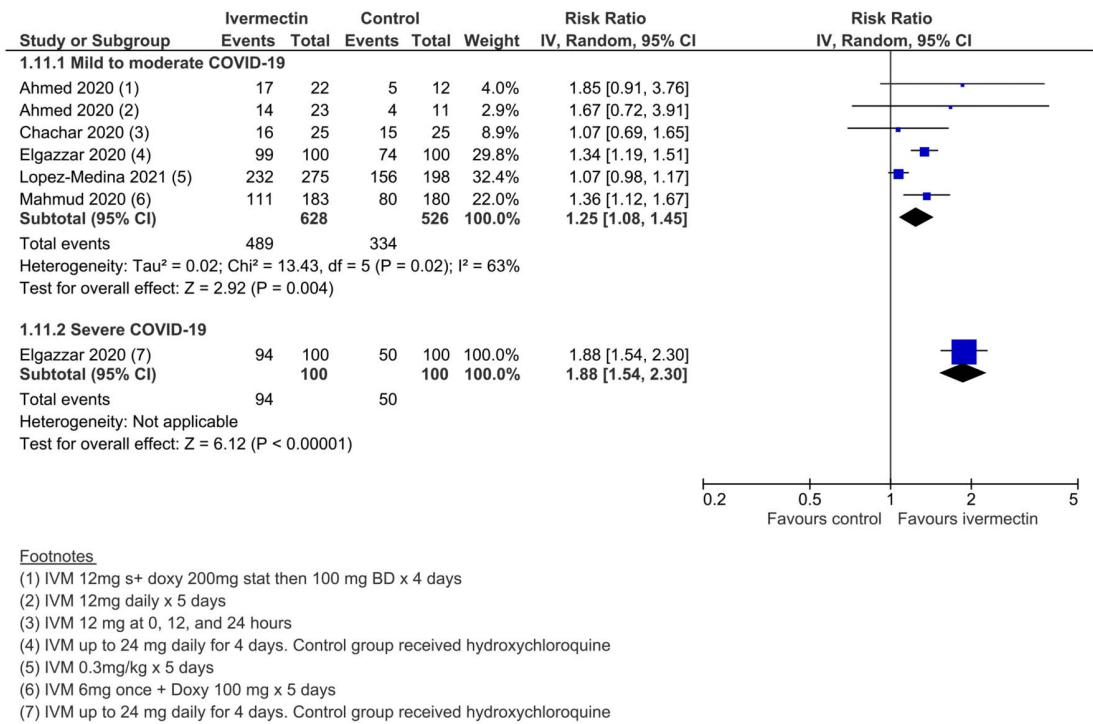 Ivermectin Control Risk Ratio Risk Ratio
Study or Subgroup Events Total Events Total Weight IV, Random, 95% CI IV, Random, 95% CI
1.11.1 Mild to moderate COVID-19
Ahmed 2020 (1) 17 22 5 12 4.0% 1.85 [0.91, 3.76]
Ahmed 2020 (2) 14 23 4 11 2.9% 1.67 [0.72, 3.91]
Chachar 2020 (3) 16 25 15 25 8.9% 1.07 [0.69, 1.65]
Elgazzar 2020 (4) 99 100 74 100 29.8% 1.34 [1.19, 1.51]
Lopez-Medina 2021 (5) 232 275 156 198 32.4% 1.07 [0.98, 1.17]
Mahmud 2020 (6) 111 183 80 180 22.0% 1.36 [1.12, 1.67]
Subtotal (95% CI) 628 526 100.0% 1.25 [1.08, 1.45]
Total events 489 334
Heterogeneity: Tau² = 0.02; Chi² = 13.43, df = 5 (P = 0.02); I² = 63%
Test for overall effect: Z = 2.92 (P = 0.004)
1.11.2 Severe COVID-19
Elgazzar 2020 (7) 94 100 50 100 100.0% 1.88 [1.54, 2.30]
Subtotal (95% CI) 100 100 100.0% 1.88 [1.54, 2.30]
Total events 94 50
Heterogeneity: Not applicable
Test for overall effect: Z = 6.12 (P < 0.00001)
0.2 0.5 1 2 5
Favours control Favours ivermectin
Footnotes
(1) IVM 12mg s+ doxy 200mg stat then 100 mg BD x 4 days
(2) IVM 12mg daily x 5 days
(3) IVM 12 mg at 0, 12, and 24 hours
(4) IVM up to 24 mg daily for 4 days. Control group received hydroxychloroquine
(5) IVM 0.3mg/kg x 5 days
(6) IVM 6mg once + Doxy 100 mg x 5 days
(7) IVM up to 24 mg daily for 4 days. Control group received hydroxychloroquine